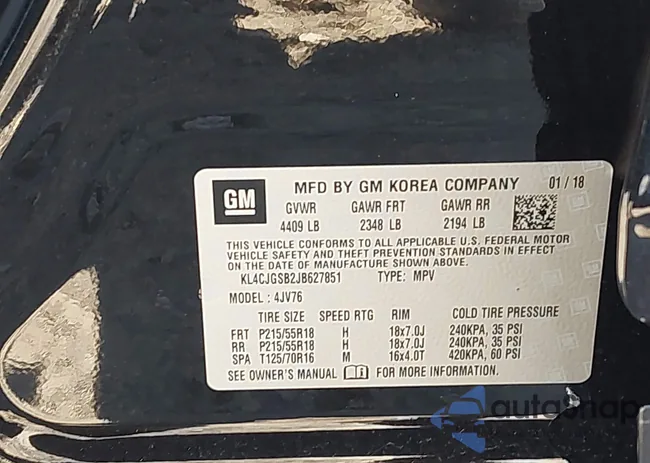 GM MFD BY GM KOREA COMPANY 01 / 18
GVWR GAWR FRT GAWR RR
4409 LB 2348 LB 2194 LB
THIS VEHICLE CONFORMS TO ALL APPLICABLE U.S. FEDERAL MOTOR
VEHICLE SAFETY AND THEFT PREVENTION STANDARDS IN EFFECT
ON THE DATE OF MANUFACTURE SHOWN ABOVE.
KL4CJGSB2JB627851 TYPE: MPV
MODEL : 4JV76
TIRE SIZE SPEED RTG RIM COLD TIRE PRESSURE
FRT P215/55R18 H 18x7.0J 240KPA, 35 PSI
RR P215/55R18 H 18x7.0J 240KPA, 35 PSI
SPA T125/70R16 M 16x4.0T 420KPA, 60 PSI
SEE OWNER'S MANUAL FOR MORE INFORMATION.
autosnap